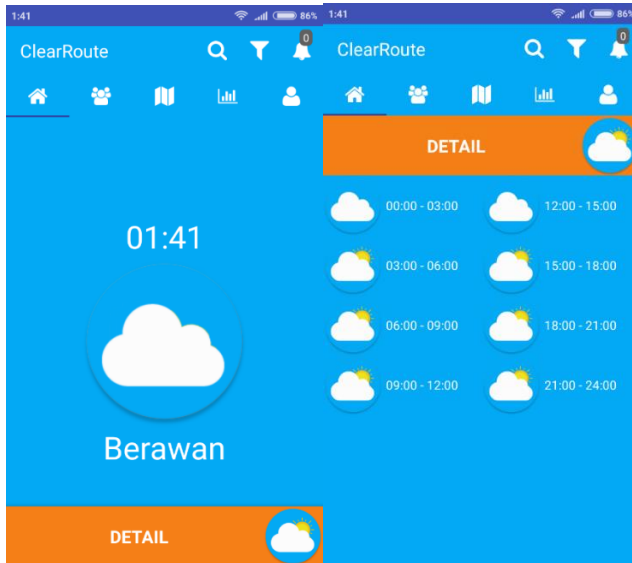 1:41 86%
ClearRoute 0
01:41
Berawan
DETAIL
1:41 86%
ClearRoute 0
DETAIL
00:00 - 03:00 12:00 - 15:00
03:00 - 06:00 15:00 - 18:00
06:00 - 09:00 18:00 - 21:00
09:00 - 12:00 21:00 - 24:00